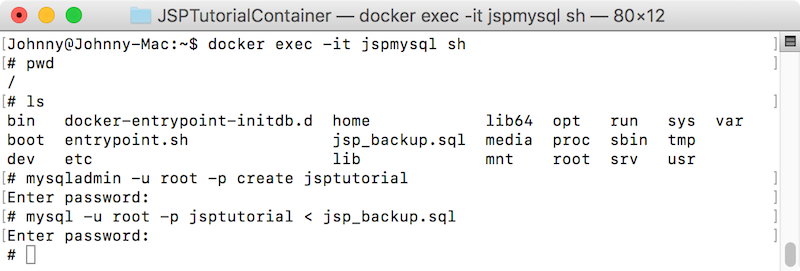 JSPTutorialContainer — docker exec -it jspmysql sh — 80×12
[Johnny@Johnny-Mac:~$ docker exec -it jspmysql sh ]
[# pwd ]
/
[# ls ]
bin docker-entrypoint-initdb.d home lib64 opt run sys var
boot entrypoint.sh jsp_backup.sql media proc sbin tmp
dev etc lib mnt root srv usr
[# mysqladmin -u root -p create jsptutorial ]
[Enter password: ]
[# mysql -u root -p jsptutorial < jsp_backup.sql ]
[Enter password: ]
#